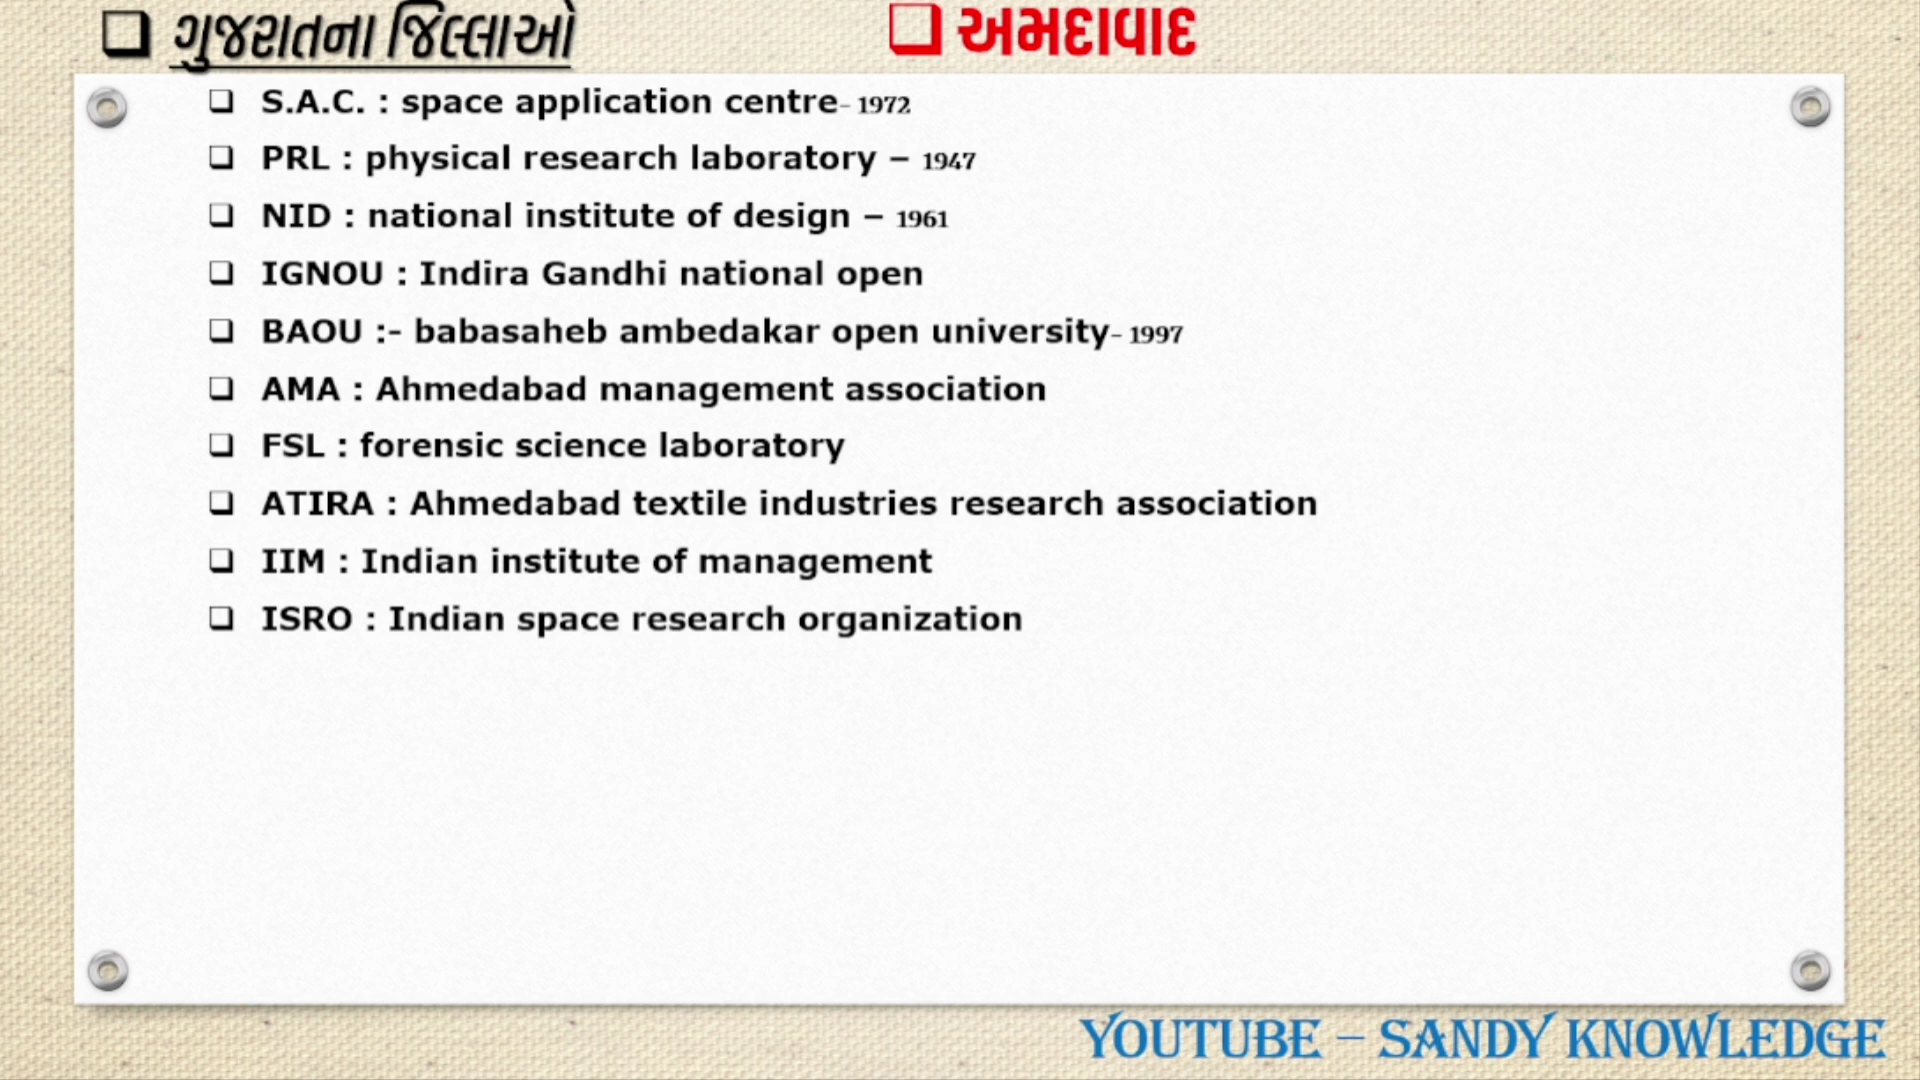 ❑ ગુજરાતના જિલ્લાઓ
❑ અમદાવાદ
❑ S.A.C. : space application centre- 1972
❑ PRL : physical research laboratory – 1947
❑ NID : national institute of design – 1961
❑ IGNOU : Indira Gandhi national open
❑ BAOU :- babasaheb ambedakar open university- 1997
❑ AMA : Ahmedabad management association
❑ FSL : forensic science laboratory
❑ ATIRA : Ahmedabad textile industries research association
❑ IIM : Indian institute of management
❑ ISRO : Indian space research organization
YOUTUBE – SANDY KNOWLEDGE